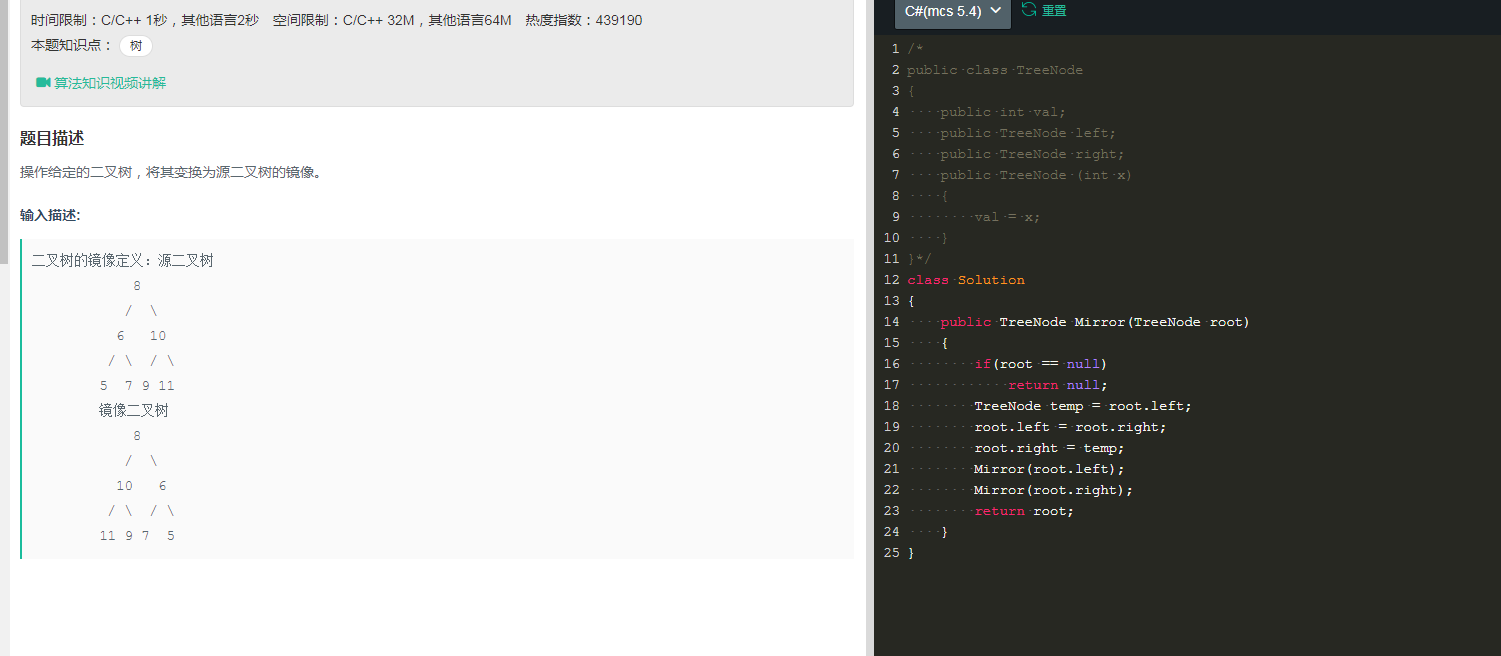 时间限制：C/C++ 1秒，其他语言2秒 空间限制：C/C++ 32M，其他语言64M 热度指数：439190
本题知识点： 树
算法知识视频讲解
题目描述
操作给定的二叉树，将其变换为源二叉树的镜像。
输入描述:
二叉树的镜像定义：源二叉树
8
/ \
6 10
/ \ / \
5 7 9 11
镜像二叉树
8
/ \
10 6
/ \ / \
11 9 7 5
C#(mcs 5.4) 重置
1 /*
2 public class TreeNode
3 {
4     public int val;
5     public TreeNode left;
6     public TreeNode right;
7     public TreeNode (int x)
8     {
9         val = x;
10     }
11 }*/
12 class Solution
13 {
14     public TreeNode Mirror(TreeNode root)
15     {
16         if(root == null)
17             return null;
18         TreeNode temp = root.left;
19         root.left = root.right;
20         root.right = temp;
21         Mirror(root.left);
22         Mirror(root.right);
23         return root;
24     }
25 }